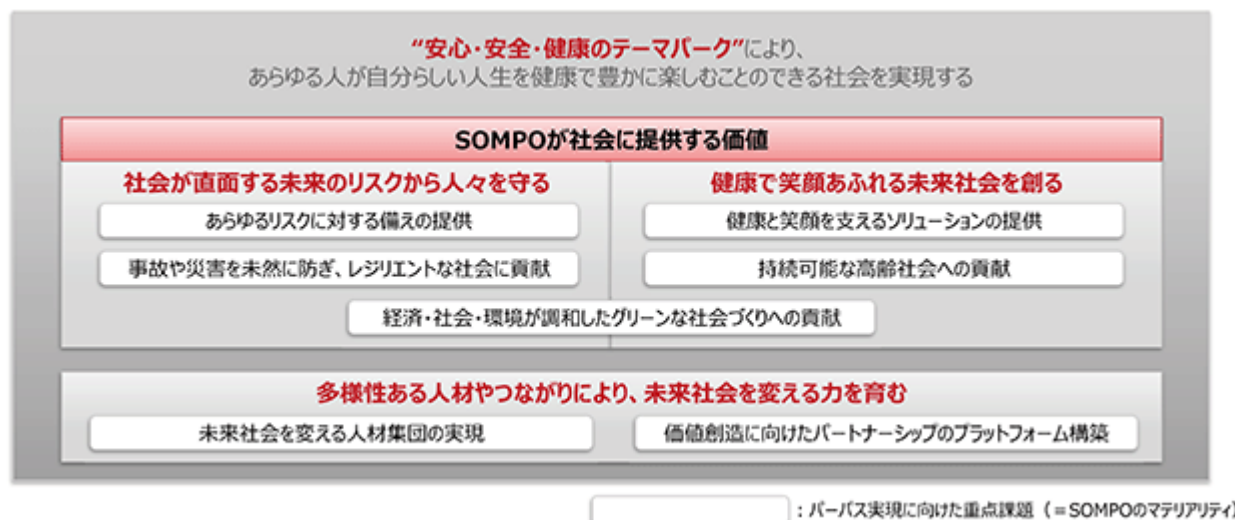 “安心・安全・健康のテーマパーク”により、
あらゆる人が自分らしい人生を健康で豊かに楽しむことのできる社会を実現する
SOMPOが社会に提供する価値
社会が直面する未来のリスクから人々を守る
あらゆるリスクに対する備えの提供
事故や災害を未然に防ぎ、レジリエントな社会に貢献
健康で笑顔あふれる未来社会を創る
健康と笑顔を支えるソリューションの提供
持続可能な高齢社会への貢献
経済・社会・環境が調和したグリーンな社会づくりへの貢献
多様性ある人材やつながりにより、未来社会を変える力を育む
未来社会を変える人材集団の実現
価値創造に向けたパートナーシップのプラットフォーム構築
：パーパス実現に向けた重点課題（＝SOMPOのマテリアリティ）